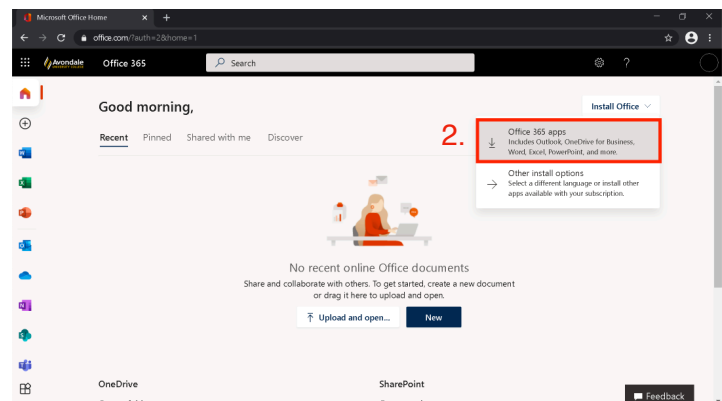 Microsoft Office Home
office.com/?auth=2&home=1
Avondale
UNIVERSITY COLLEGE
Office 365
Search
?
Good morning,
Install Office
Recent Pinned Shared with me Discover
2.
Office 365 apps
Includes Outlook, OneDrive for Business,
Word, Excel, PowerPoint, and more.
Other install options
Select a different language or install other
apps available with your subscription.
No recent online Office documents
Share and collaborate with others. To get started, create a new document
or drag it here to upload and open.
Upload and open...
New
OneDrive
SharePoint
Feedback